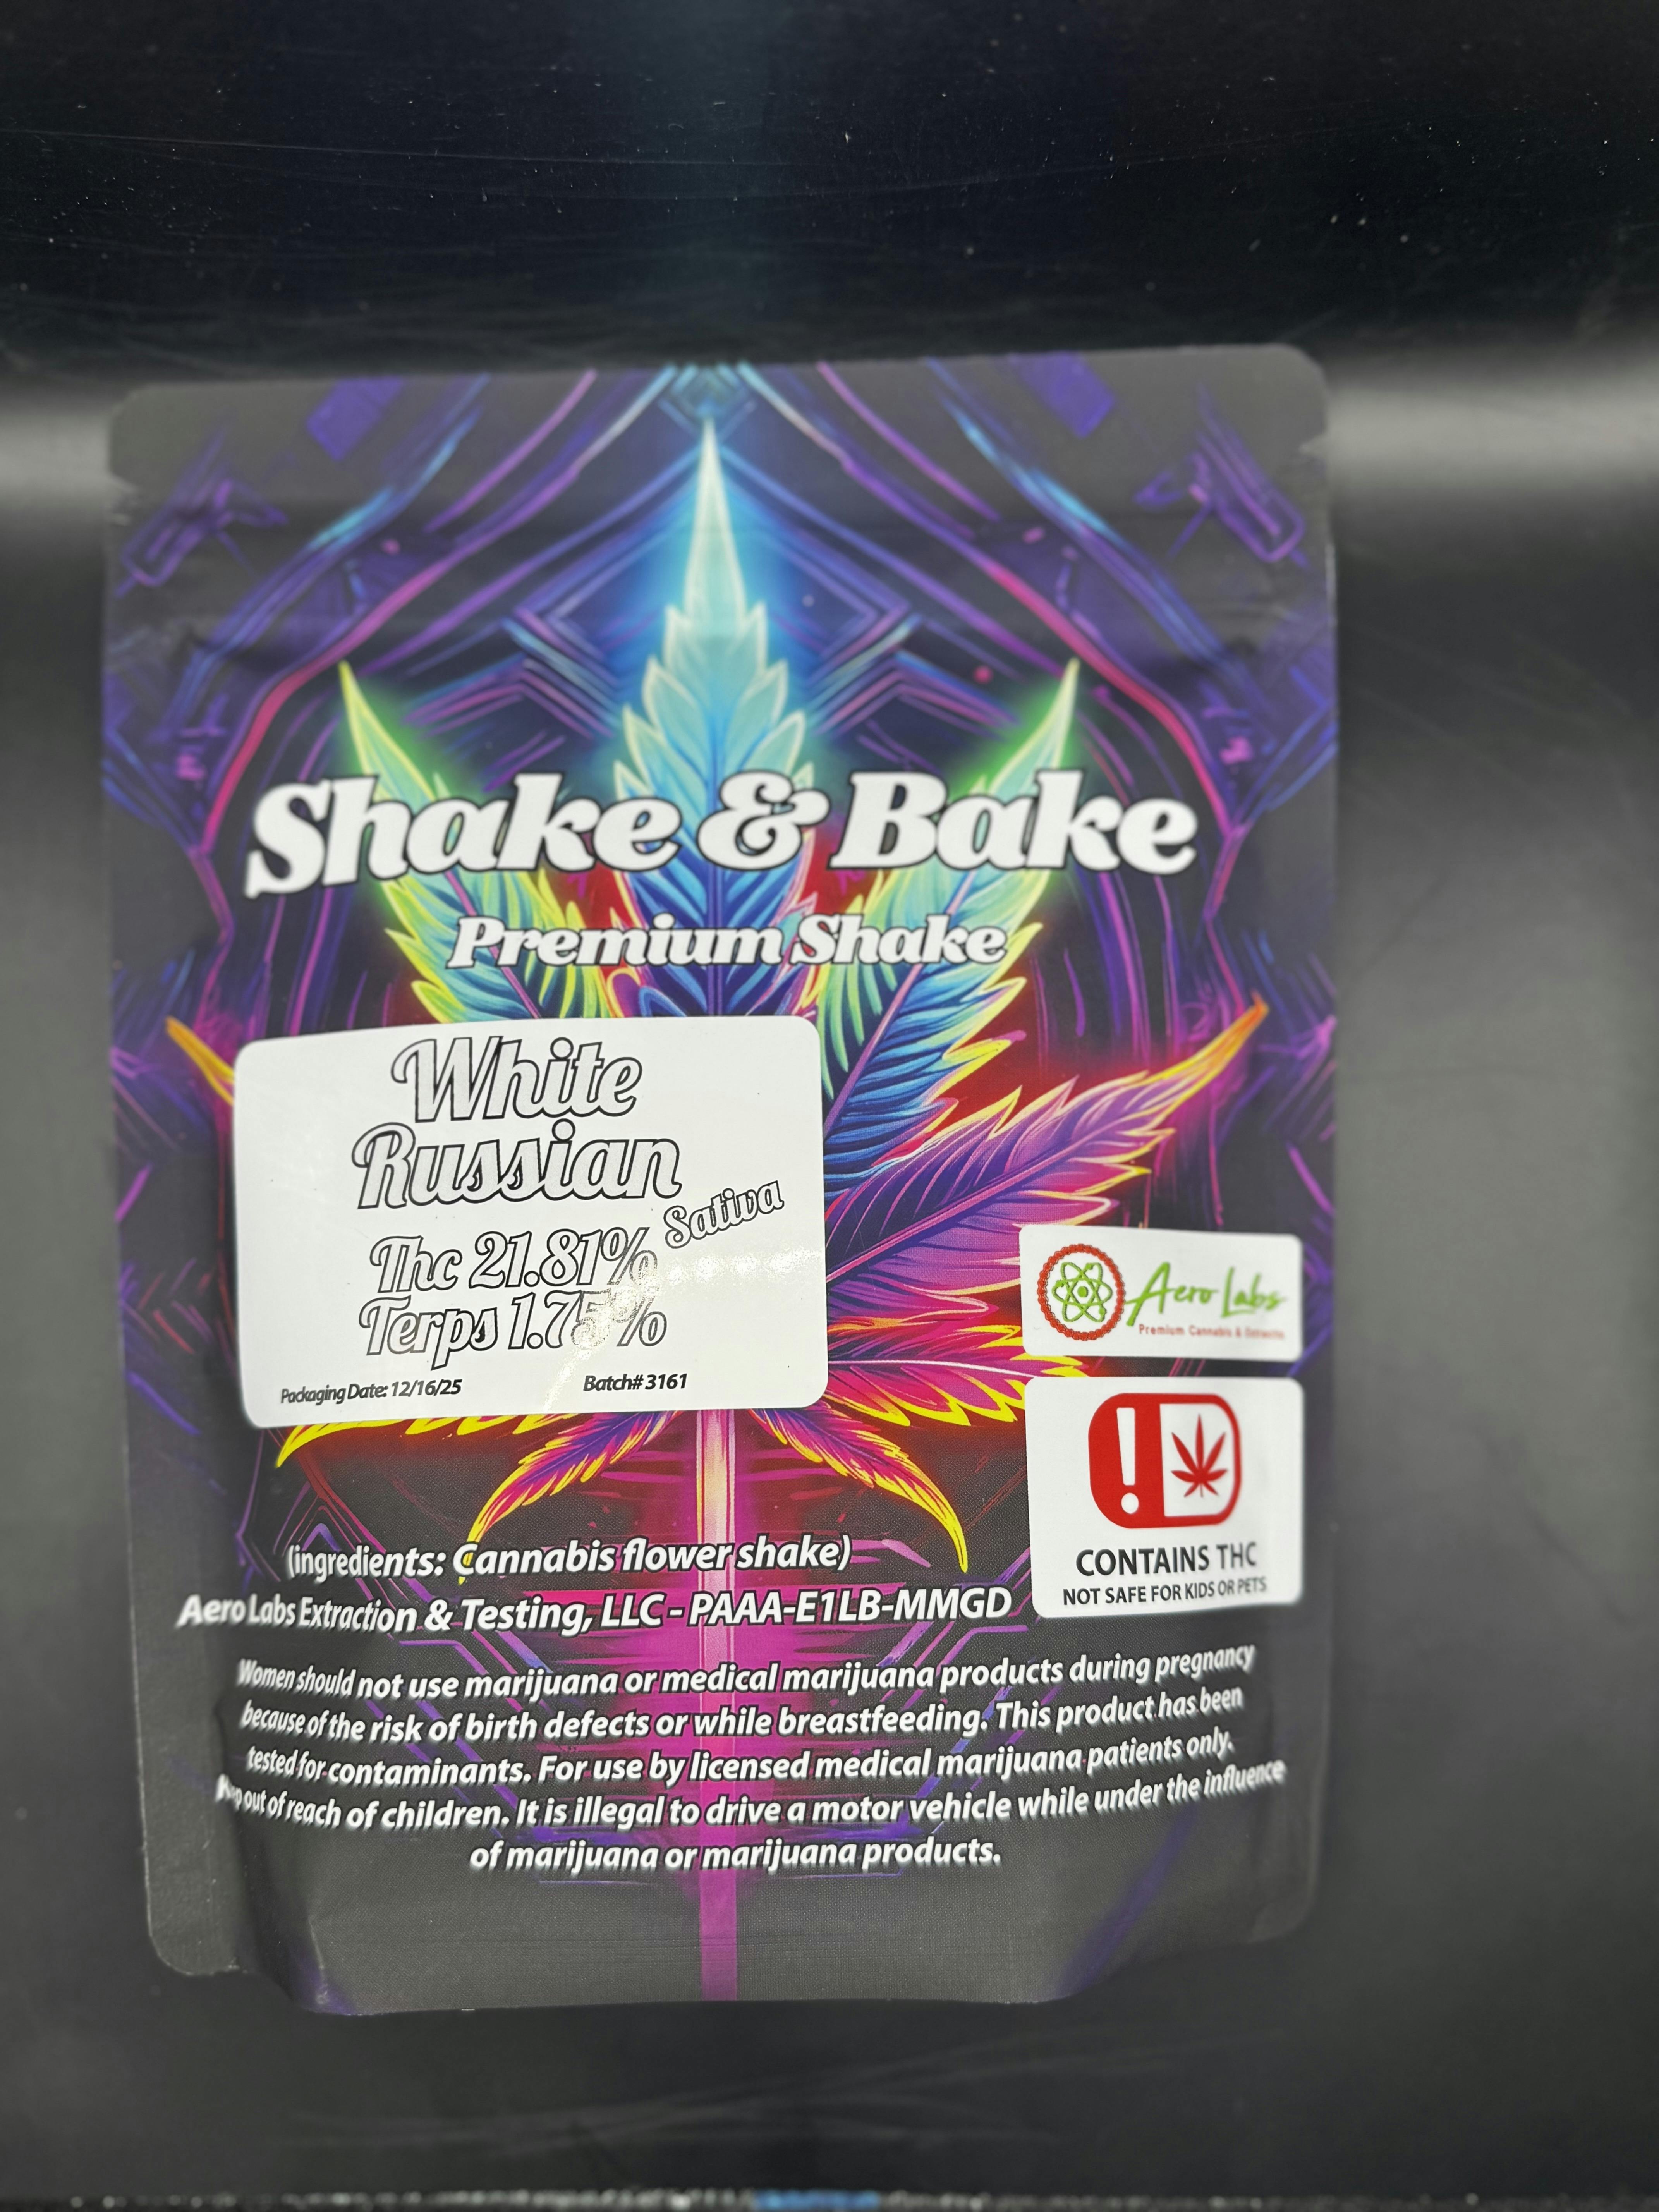 Shake & Bake
Premium Shake
White
Russian
Sativa
Thc 21.81%
Terps 1.75%
Packaging Date: 12/16/25
Batch# 3161
Aero Labs
Premium Cannabis &
CONTAINS THC
NOT SAFE FOR KIDS OR PETS
(ingredients: Cannabis flower shake)
Aero Labs Extraction & Testing, LLC - PAAA-E1LB-MMGD
Women should not use marijuana or medical marijuana products during pregnancy
because of the risk of birth defects or while breastfeeding. This product has been
tested for contaminants. For use by licensed medical marijuana patients only.
Keep out of reach of children. It is illegal to drive a motor vehicle while under the influence
of marijuana or marijuana products.